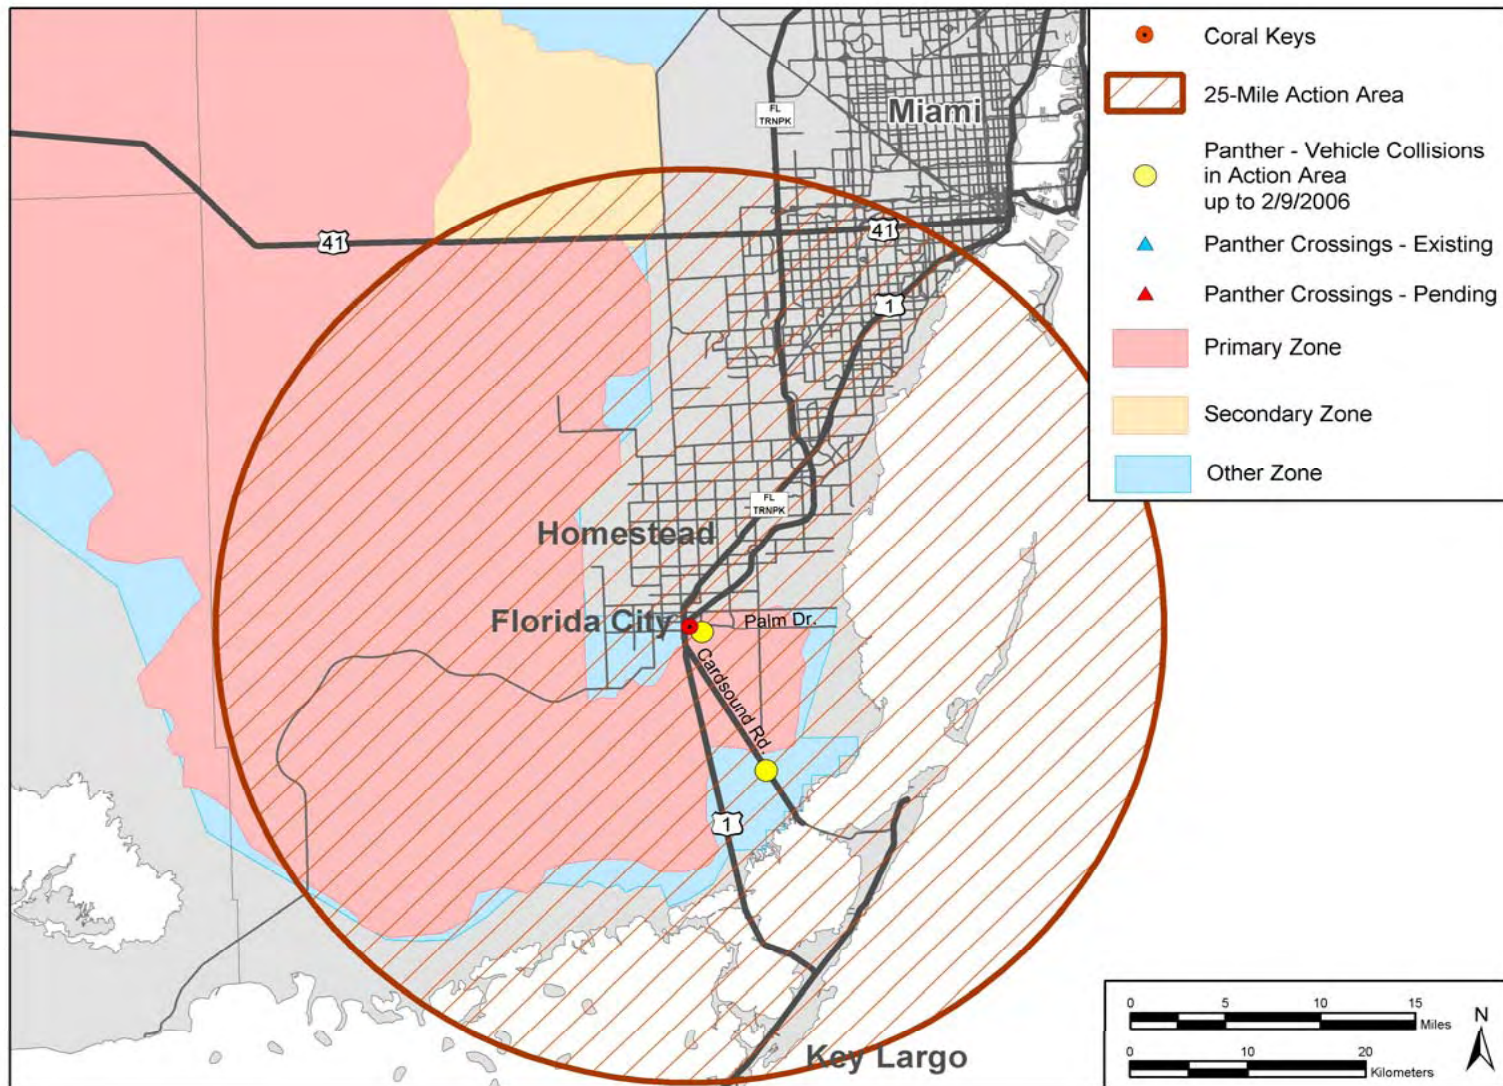 Coral Keys
25-Mile Action Area
Panther - Vehicle Collisions
in Action Area
up to 2/9/2006
Panther Crossings - Existing
Panther Crossings - Pending
Primary Zone
Secondary Zone
Other Zone
FL
TRNPK
Miami
41
41
1
FL
TRNPK
Homestead
Florida City
Palm Dr.
Cardsound Rd.
1
Key Largo
0 5 10 15
Miles
0 10 20
Kilometers
N